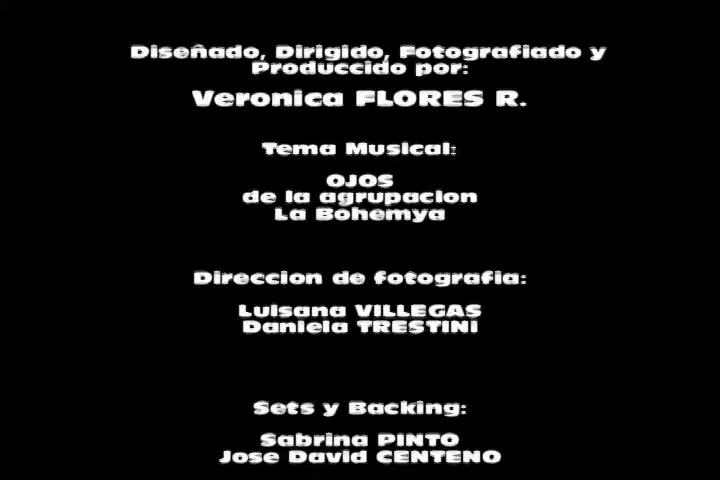 Diseñado, Dirigido, Fotografiado y
Produccido por:
Veronica FLORES R.
Tema Musical:
OJOS
de la agrupacion
La Bohemya
Direccion de fotografia:
Luisana VILLEGAS
Daniela TRESTINI
Sets y Backing:
Sabrina PINTO
Jose David CENTENO